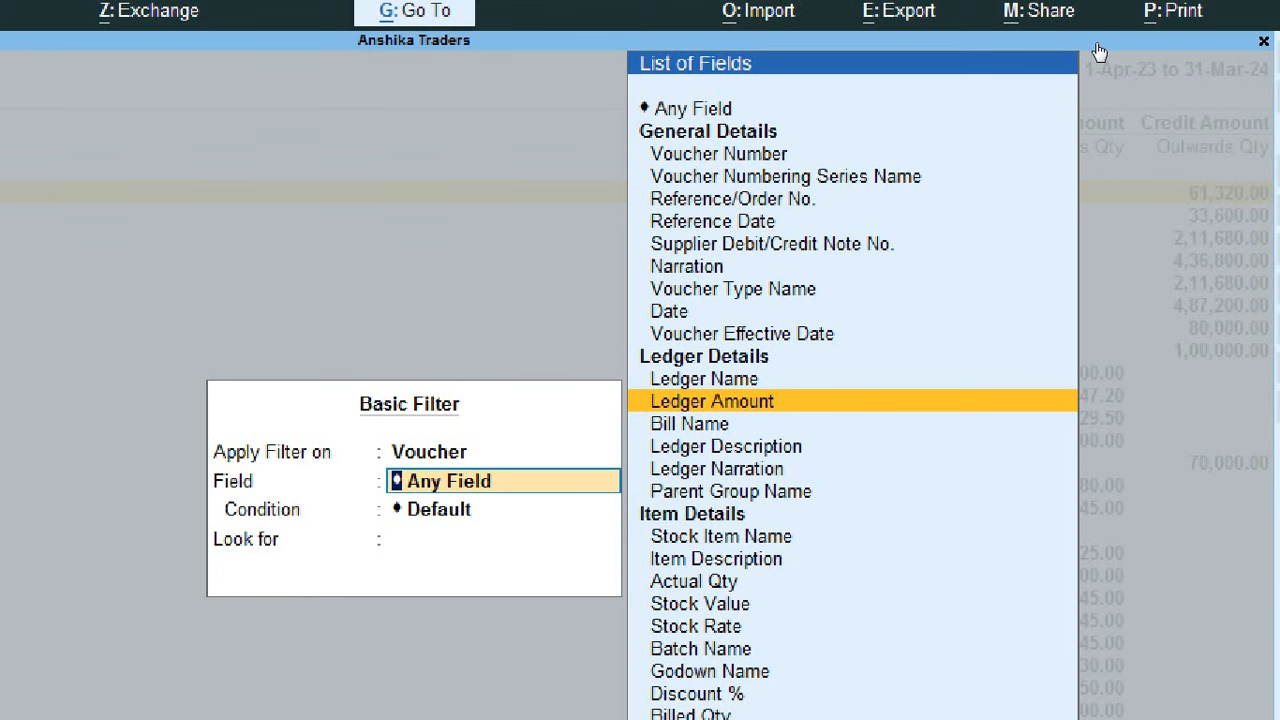 Z: Exchange G: Go To O: Import E: Export M: Share P: Print
Anshika Traders
1-Apr-23 to 31-Mar-24
Credit Amount
Outwards Qty
61,320.00
33,600.00
2,11,680.00
4,36,800.00
2,11,680.00
4,87,200.00
80,000.00
1,00,000.00
70,000.00
List of Fields
♦ Any Field
General Details
Voucher Number
Voucher Numbering Series Name
Reference/Order No.
Reference Date
Supplier Debit/Credit Note No.
Narration
Voucher Type Name
Date
Voucher Effective Date
Ledger Details
Ledger Name
Ledger Amount
Bill Name
Ledger Description
Ledger Narration
Parent Group Name
Item Details
Stock Item Name
Item Description
Actual Qty
Stock Value
Stock Rate
Batch Name
Godown Name
Discount %
Billed Qty
Basic Filter
Apply Filter on : Voucher
Field : ♦ Any Field
Condition : ♦ Default
Look for :